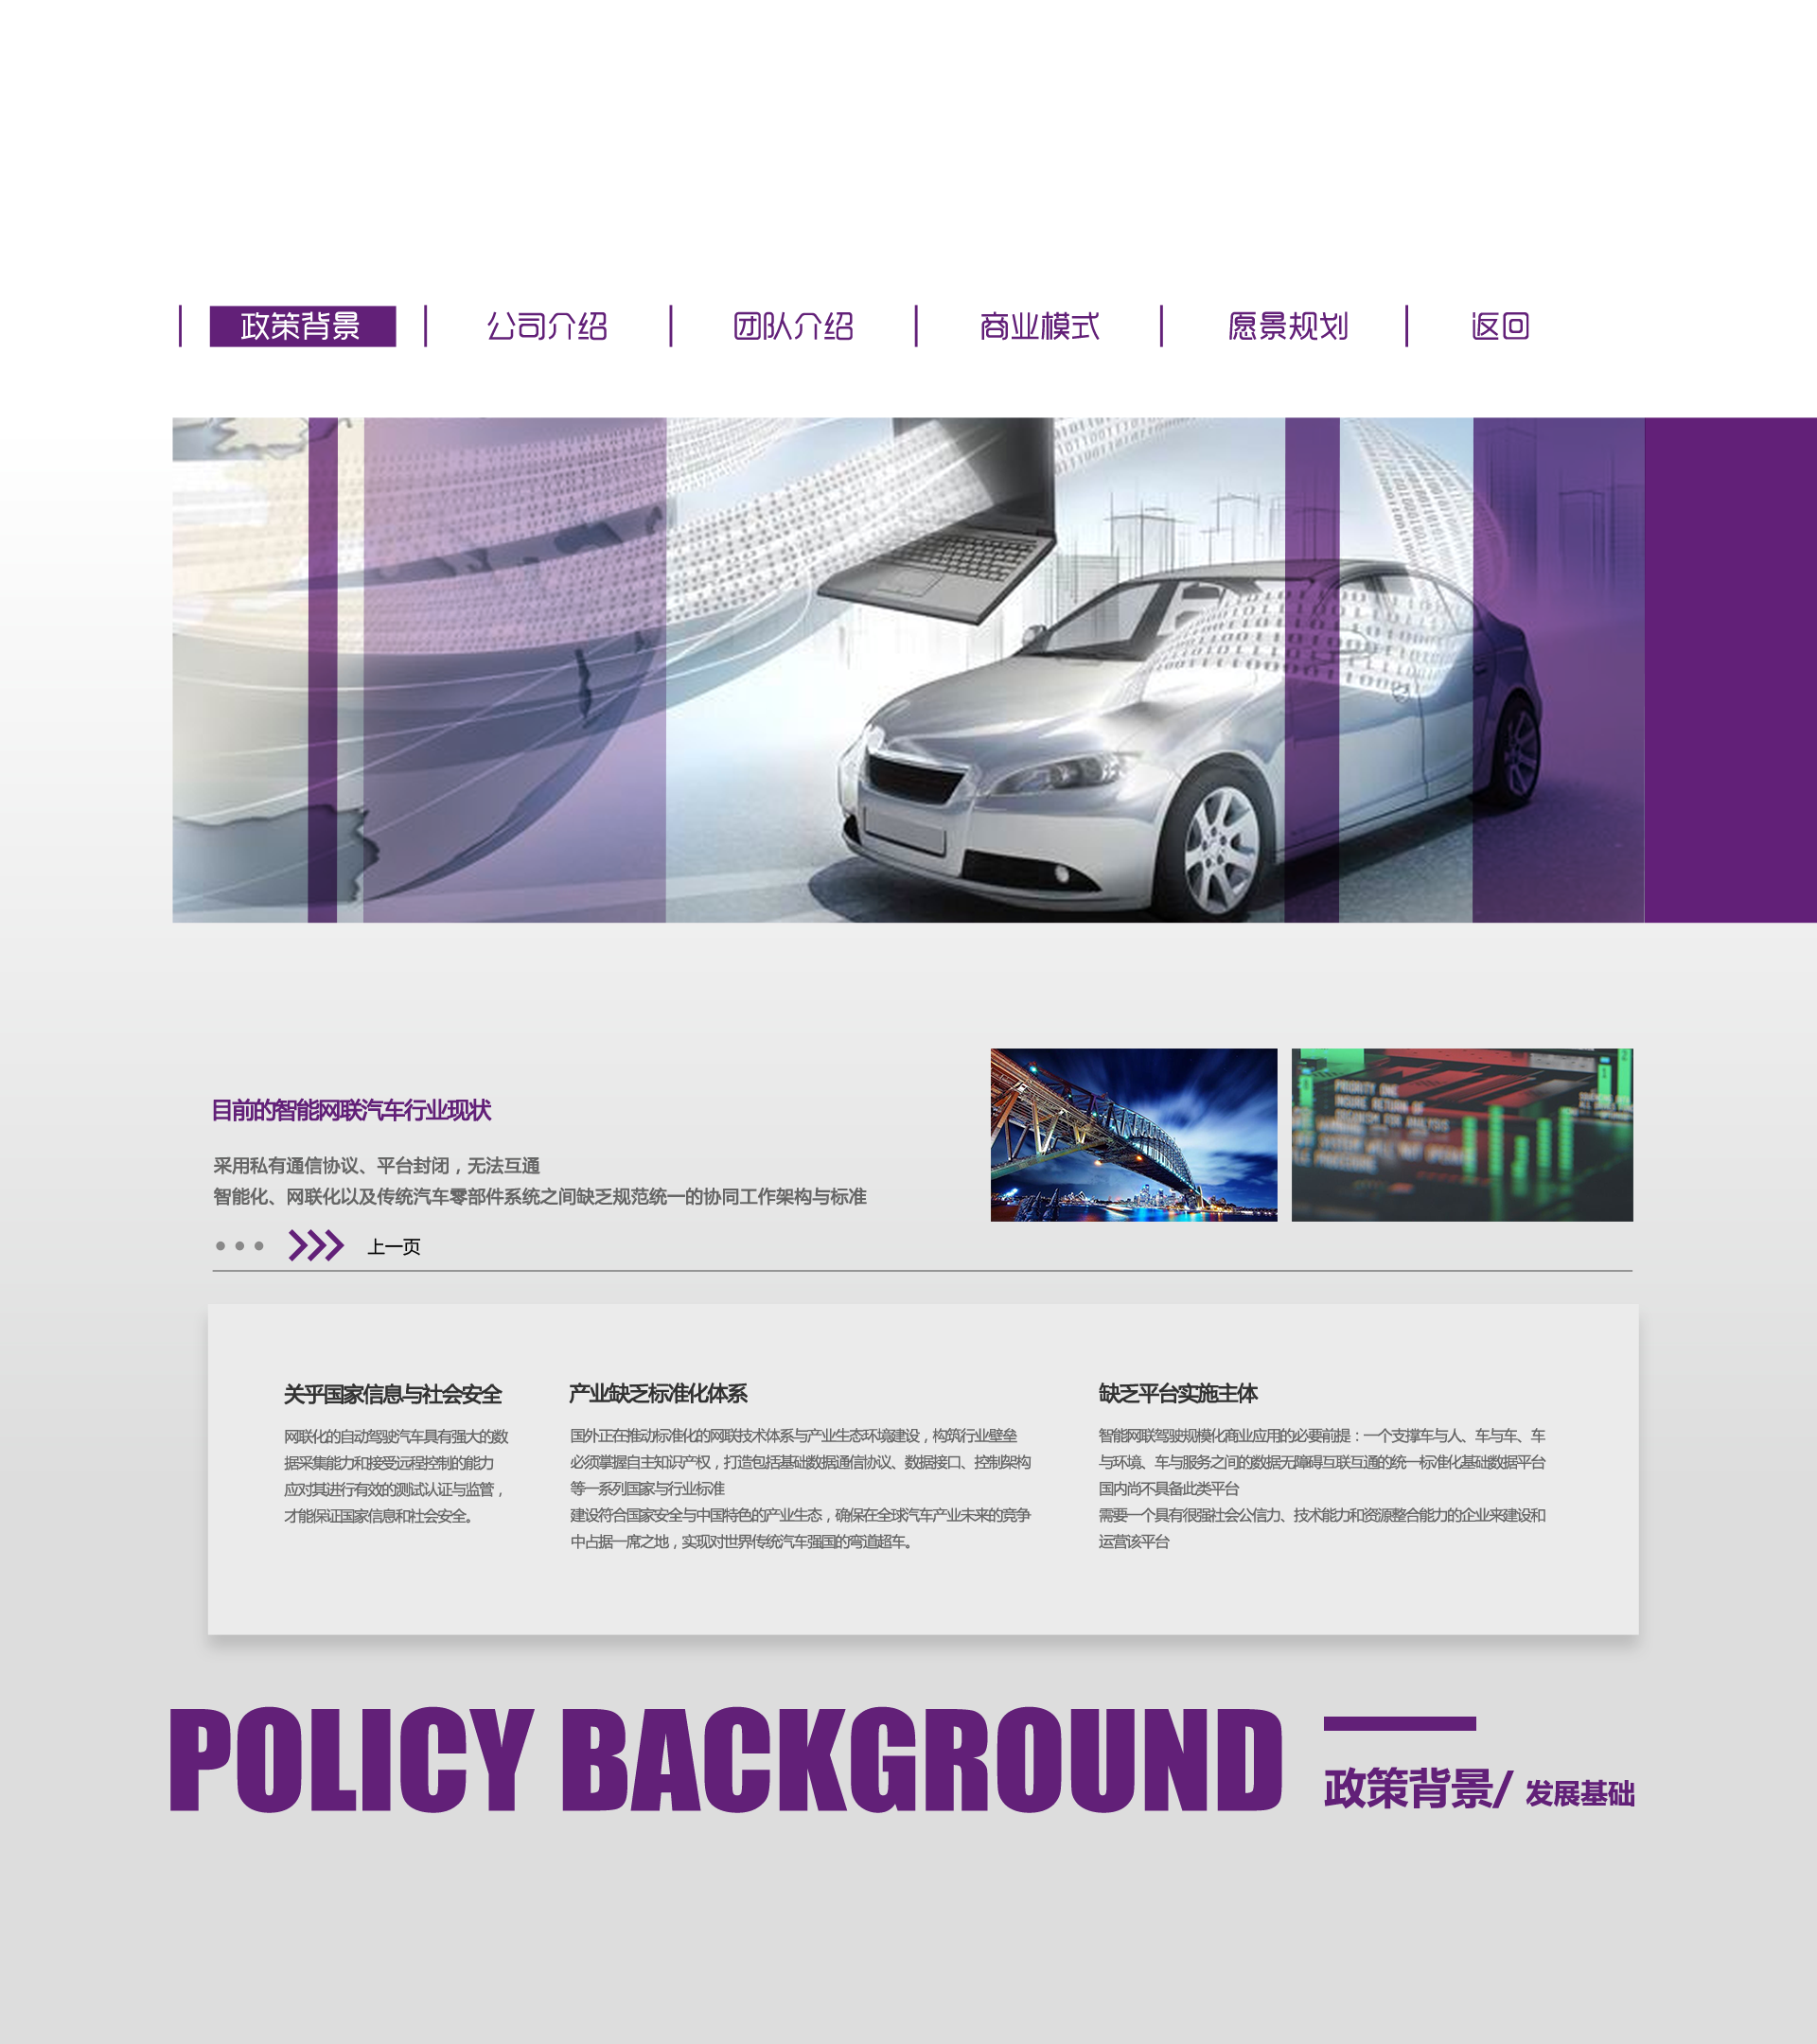 政策背景
公司介绍
团队介绍
商业模式
愿景规划
返回
目前的智能网联汽车行业现状
采用私有通信协议、平台封闭，无法互通
智能化、网联化以及传统汽车零部件系统之间缺乏规范统一的协同工作架构与标准
上一页
PRIORITY ONE
INSURE RETURN OF
ORGANISM FOR ANALYSIS
关乎国家信息与社会安全
网联化的自动驾驶汽车具有强大的数
据采集能力和接受远程控制的能力
应对其进行有效的测试认证与监管，
才能保证国家信息和社会安全。
产业缺乏标准化体系
国外正在推动标准化的网联技术体系与产业生态环境建设，构筑行业壁垒
必须掌握自主知识产权，打造包括基础数据通信协议、数据接口、控制架构
等一系列国家与行业标准
建设符合国家安全与中国特色的产业生态，确保在全球汽车产业未来的竞争
中占据一席之地，实现对世界传统汽车强国的弯道超车。
缺乏平台实施主体
智能网联驾驶规模化商业应用的必要前提：一个支撑车与人、车与车、车
与环境、车与服务之间的数据无障碍互联互通的统一标准化基础数据平台
国内尚不具备此类平台
需要一个具有很强社会公信力、技术能力和资源整合能力的企业来建设和
运营该平台
POLICY BACKGROUND
政策背景/ 发展基础